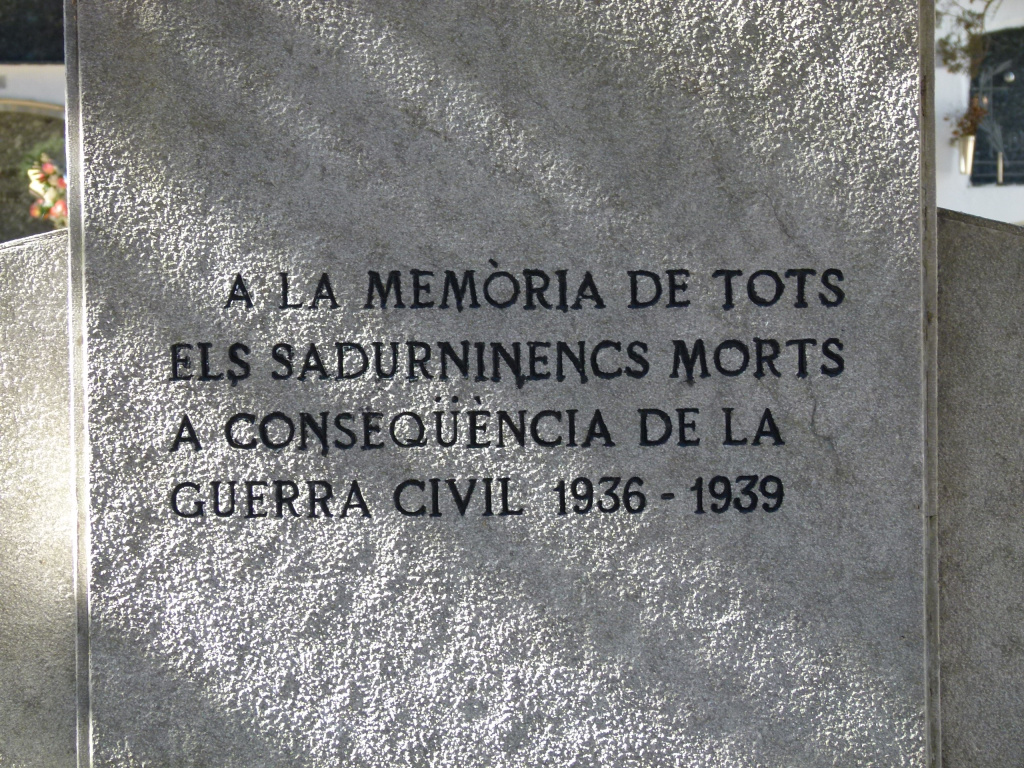 A LA MEMÒRIA DE TOTS
ELS SADURNINENCS MORTS
A CONSEQÜÈNCIA DE LA
GUERRA CIVIL 1936 - 1939